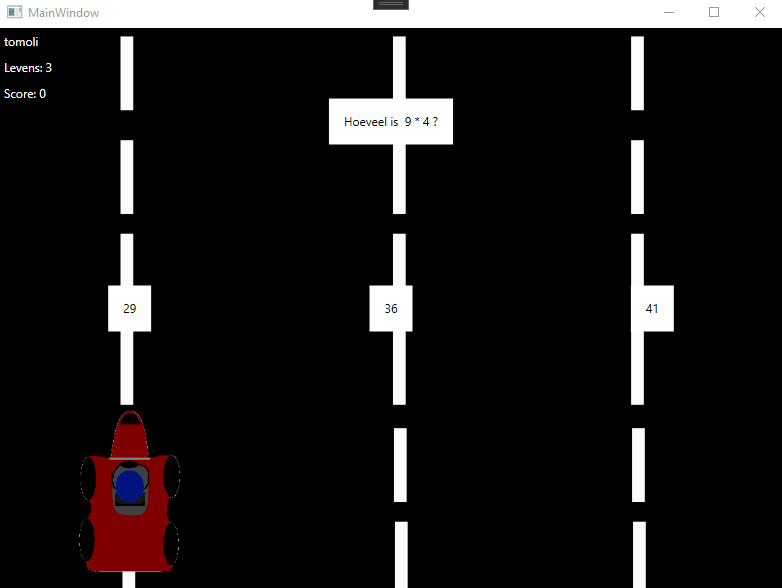 MainWindow
tomoli
Levens: 3
Score: 0
Hoeveel is 9 * 4 ?
29
36
41